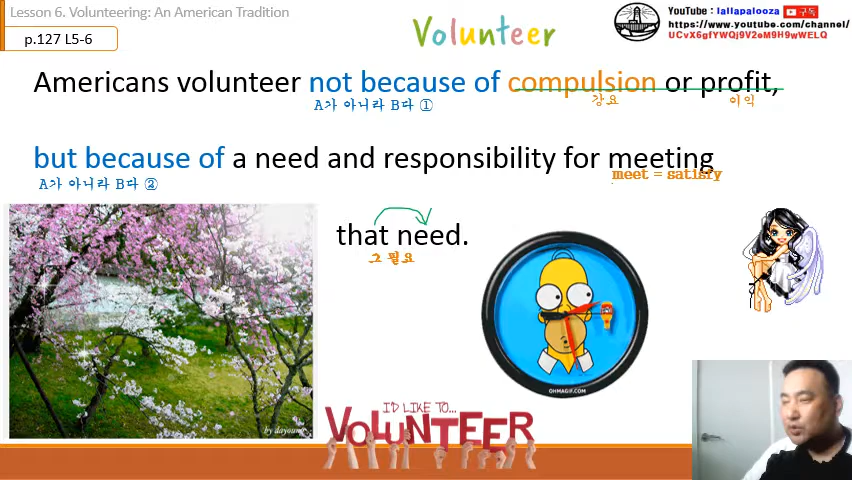 Lesson 6. Volunteering: An American Tradition
p.127 L5-6
Volunteer
YouTube : lallapalooza 구독
https://www.youtube.com/channel/
UCvX6gfYWQj9V2eM9H9wWELQ
Americans volunteer not because of compulsion or profit,
A가 아니라 B다 ① 강요 이익
but because of a need and responsibility for meeting
A가 아니라 B다 ② meet = satisfy
that need.
그 필요
OHMAGIF.COM
by dayoung
I'D LIKE TO...
VOLUNTEER